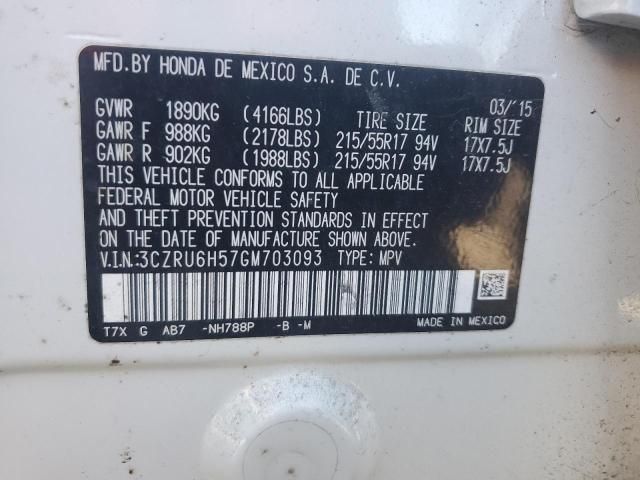 MFD.BY HONDA DE MEXICO S.A. DE C.V.
03/'15
GVWR 1890KG (4166LBS) TIRE SIZE RIM SIZE
GAWR F 988KG (2178LBS) 215/55R17 94V 17X7.5J
GAWR R 902KG (1988LBS) 215/55R17 94V 17X7.5J
THIS VEHICLE CONFORMS TO ALL APPLICABLE
FEDERAL MOTOR VEHICLE SAFETY
AND THEFT PREVENTION STANDARDS IN EFFECT
ON THE DATE OF MANUFACTURE SHOWN ABOVE.
V.I.N.:3CZRU6H57GM703093 TYPE: MPV
T7X G AB7 -NH788P -B -M MADE IN MEXICO